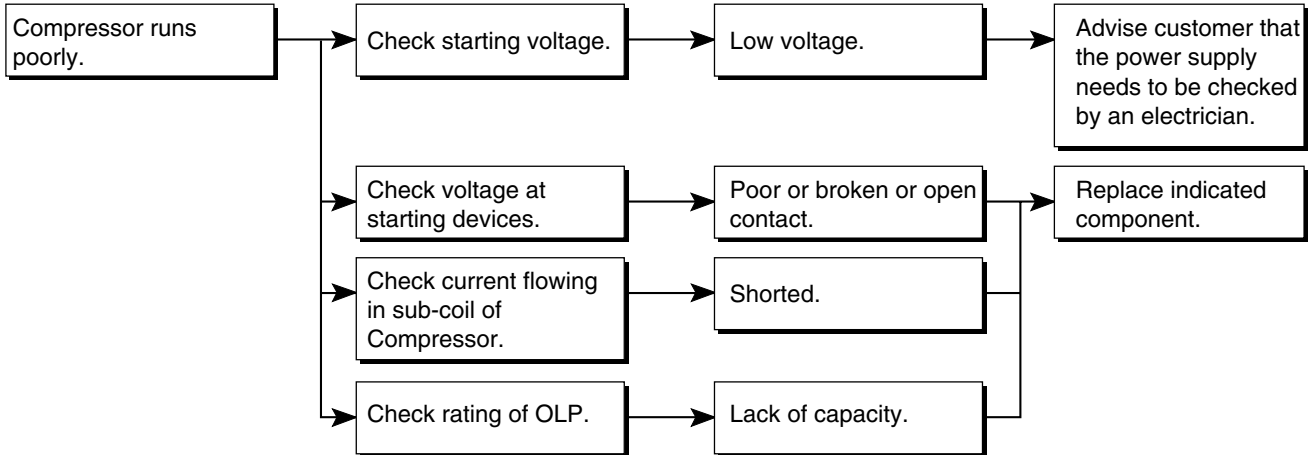 Compressor runs
poorly.
Check starting voltage.
Low voltage.
Advise customer that
the power supply
needs to be checked
by an electrician.
Check voltage at
starting devices.
Poor or broken or open
contact.
Replace indicated
component.
Check current flowing
in sub-coil of
Compressor.
Shorted.
Check rating of OLP.
Lack of capacity.